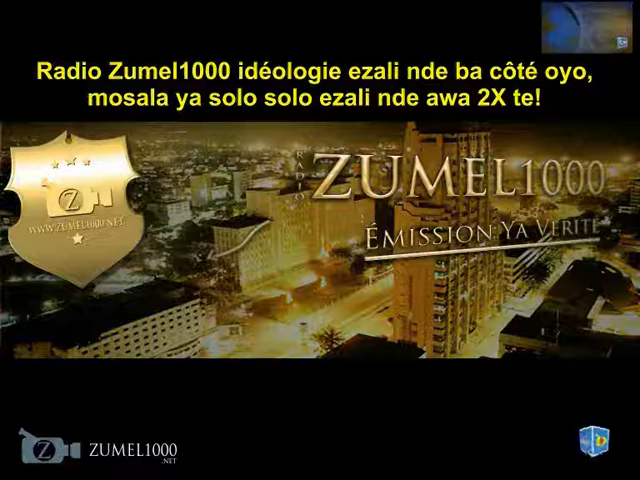 Radio Zumel1000 idéologie ezali nde ba côté oyo,
mosala ya solo solo ezali nde awa 2X te!
RADIO
ZUMEL1000
ÉMISSION YA VERITÉ
Z
WWW.ZUMEL1000.NET
Z
ZUMEL1000
.NET